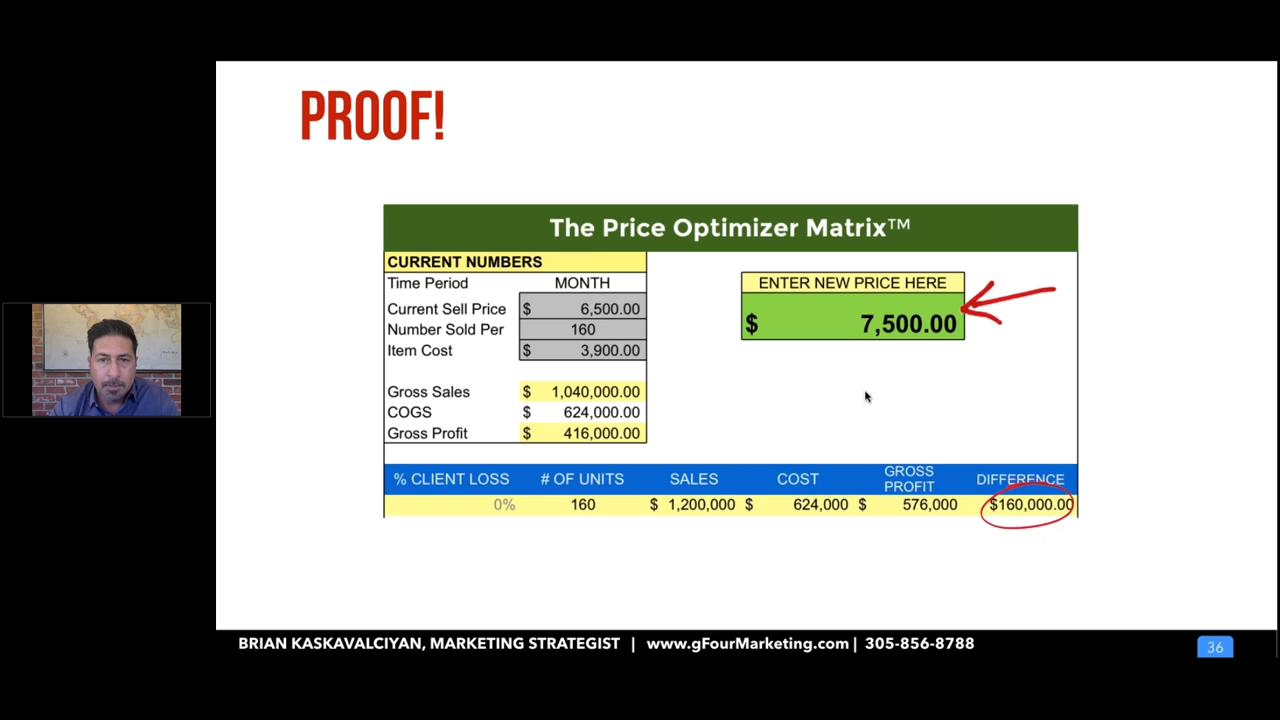 PROOF!
The Price Optimizer Matrix™
CURRENT NUMBERS
Time Period MONTH
Current Sell Price $ 6,500.00
Number Sold Per 160
Item Cost $ 3,900.00
ENTER NEW PRICE HERE
$ 7,500.00
Gross Sales $ 1,040,000.00
COGS $ 624,000.00
Gross Profit $ 416,000.00
% CLIENT LOSS # OF UNITS SALES COST GROSS PROFIT DIFFERENCE
0% 160 $ 1,200,000 $ 624,000 $ 576,000 $160,000.00
BRIAN KASKAVALCIYAN, MARKETING STRATEGIST | www.gFourMarketing.com | 305-856-8788
36